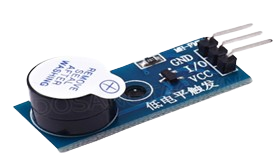 REMOVE
SEAL AFTER
WASHING
GND
I/O
VCC
低电平触发